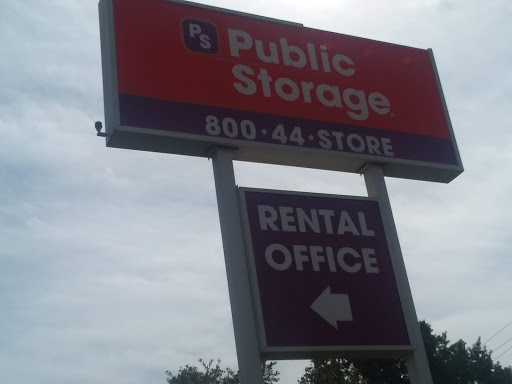 PS Public
Storage
800·44·STORE
RENTAL
OFFICE